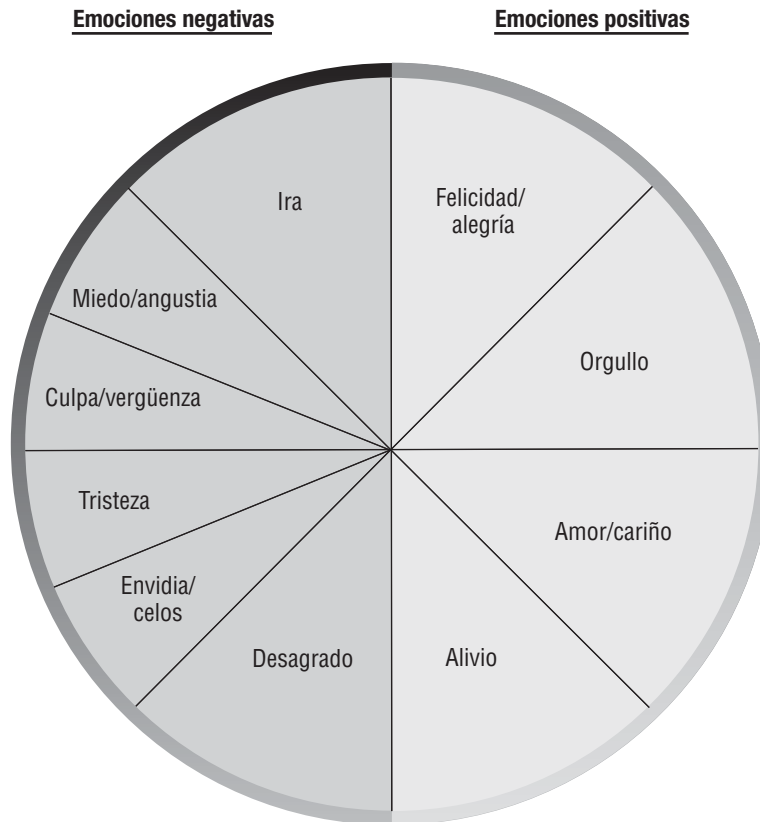 Emociones negativas
Emociones positivas
Ira
Felicidad/
alegría
Miedo/angustia
Orgullo
Culpa/vergüenza
Tristeza
Amor/cariño
Envidia/
celos
Desagrado
Alivio